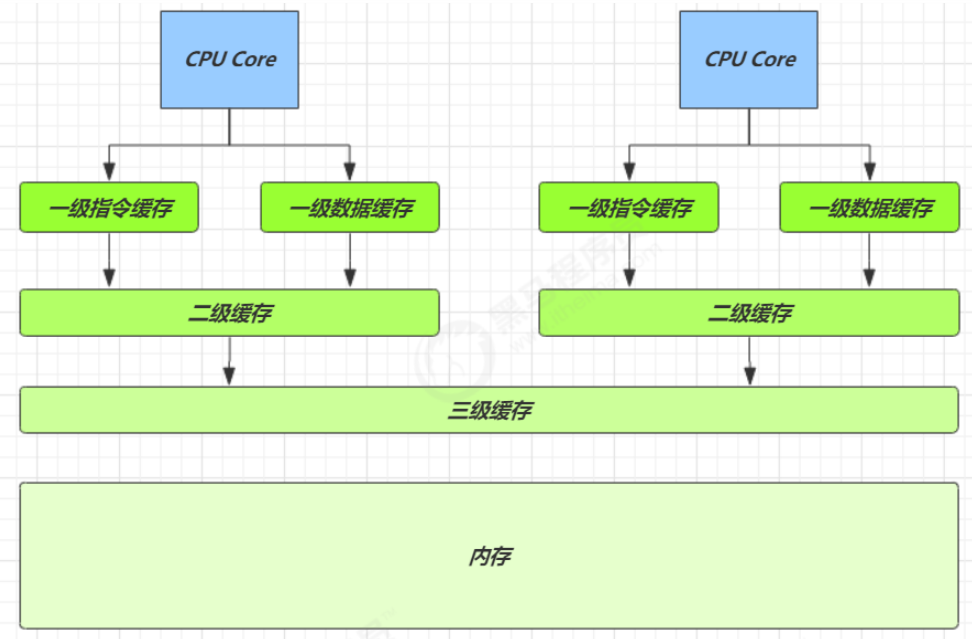 CPU Core
CPU Core
一级指令缓存
一级数据缓存
一级指令缓存
一级数据缓存
二级缓存
二级缓存
三级缓存
内存